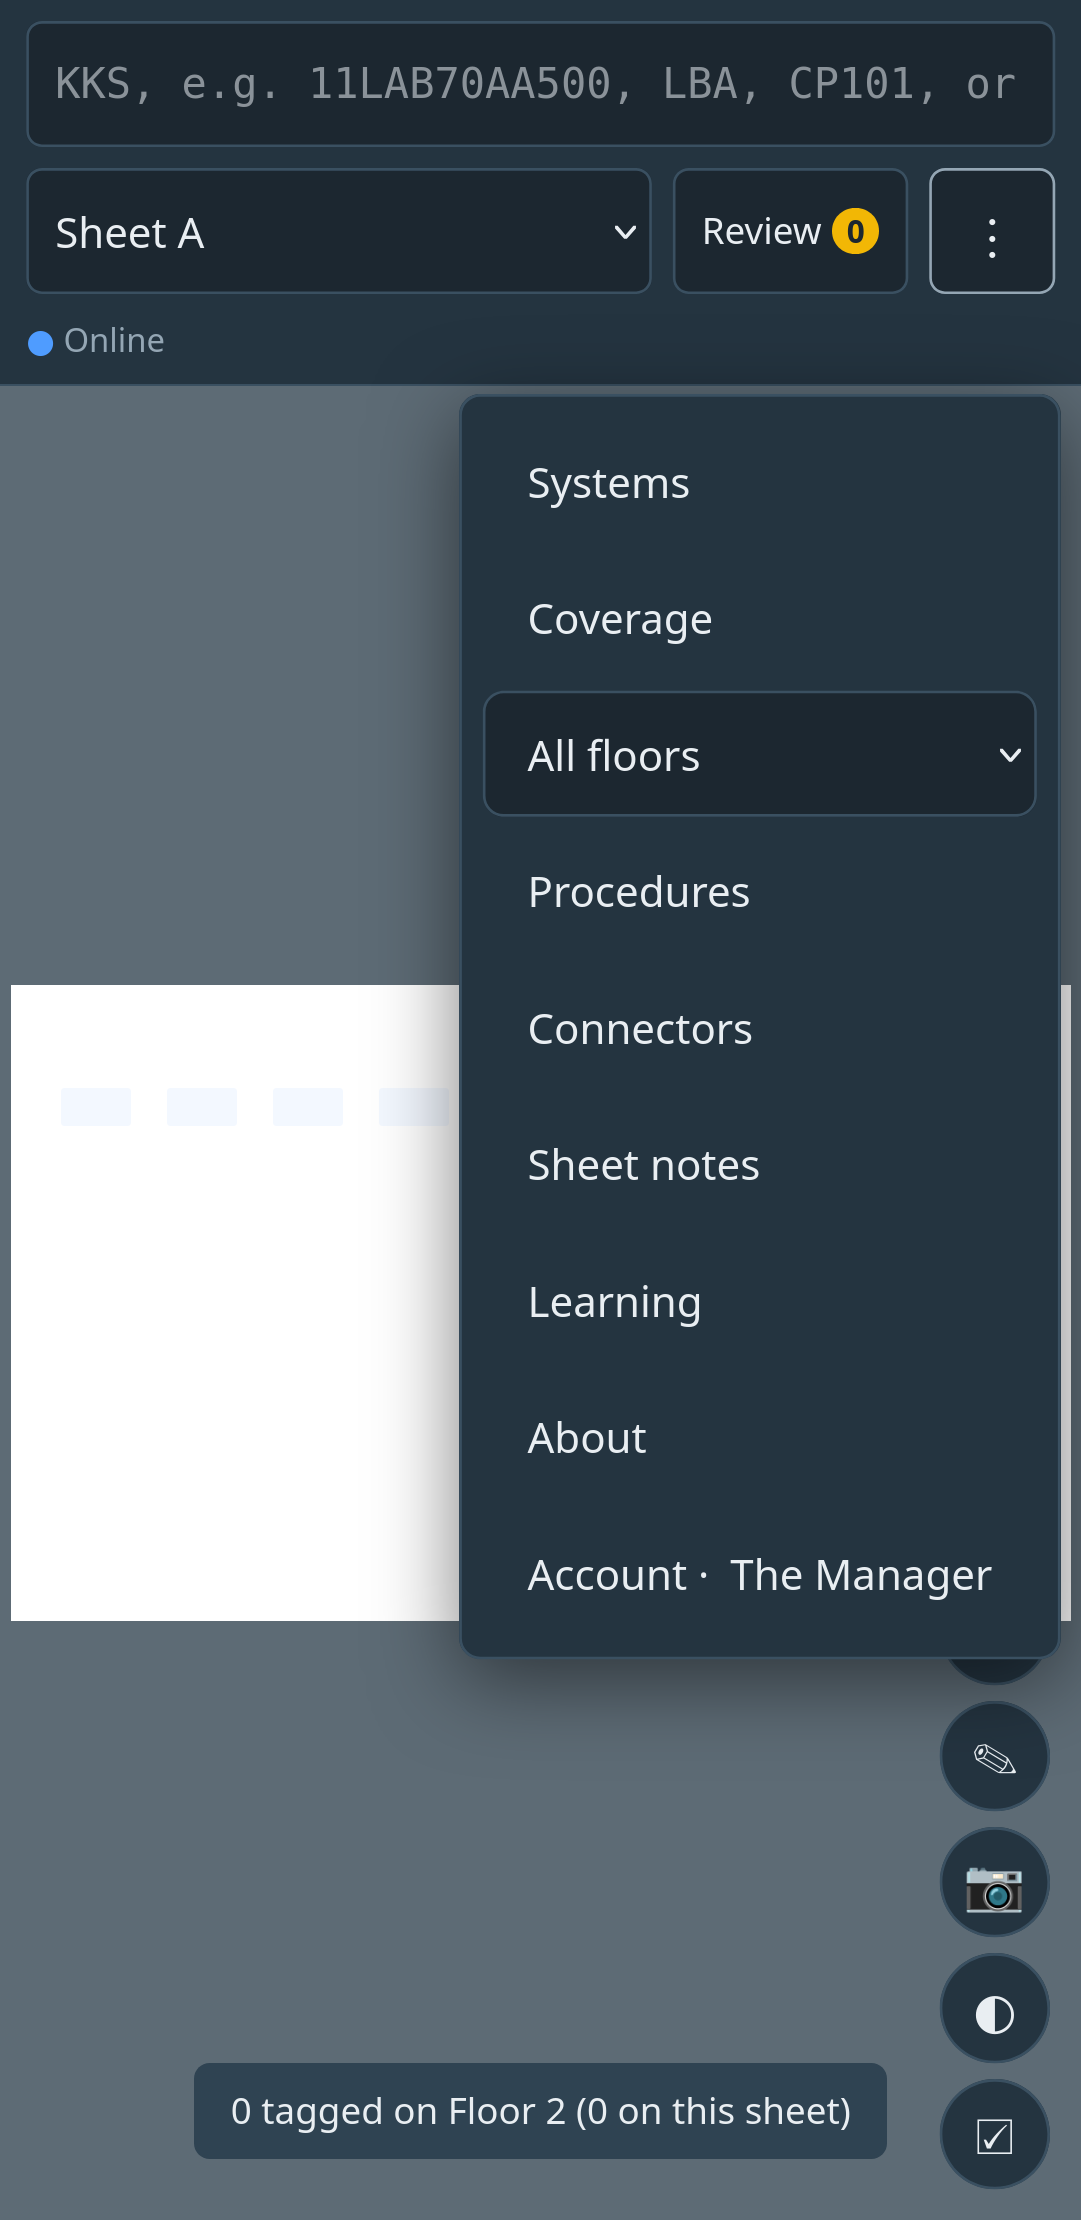 KKS, e.g. 11LAB70AA500, LBA, CP101, or
Sheet A
Review 0
Online
Systems
Coverage
All floors
Procedures
Connectors
Sheet notes
Learning
About
Account · The Manager
0 tagged on Floor 2 (0 on this sheet)